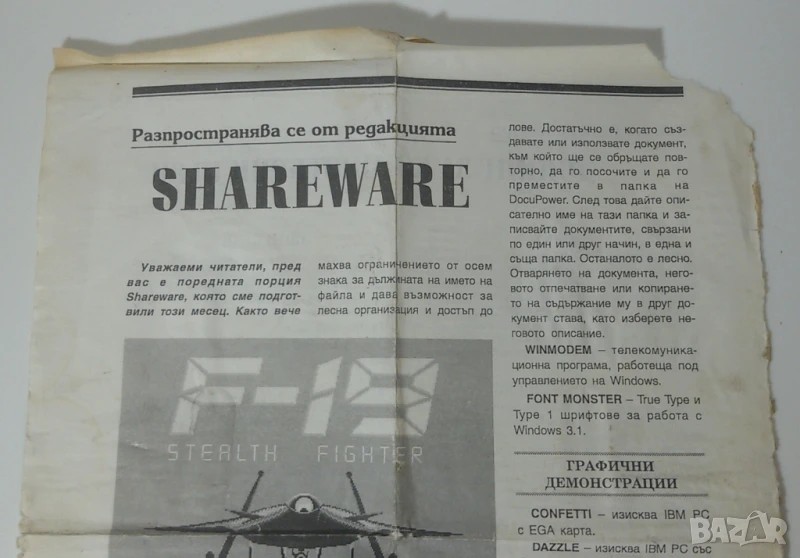 Разпространява се от редакцията
SHAREWARE
Уважаеми читатели, пред
вас е поредната порция
Shareware, която сме подгот-
вили този месец. Както вече
махва ограничението от осем
знака за дължината на името на
файла и дава възможност за
лесна организация и достъп до
F-19
STEALTH FIGHTER
лове. Достатъчно е, когато съз-
давате или използвате документ,
към който ще се обръщате пов-
торно, да го посочите и да го
преместите в папка на
DocuPower. След това дайте опи-
сателно име на тази папка и за-
писвайте документите, свързани
по един или друг начин, в една и
съща папка. Останалото е лесно.
Отварянето на документа, него-
вото отпечатване или копирането
на съдържание му в друг до-
кумент става, като изберете не-
говото описание.
WINMODEM – телекомуника-
ционна програма, работеща под
управлението на Windows.
FONT MONSTER – True Type и
Type 1 шрифтове за работа с
Windows 3.1.
ГРАФИЧНИ
ДЕМОНСТРАЦИИ
CONFETTI – изисква IBM PC
с EGA карта.
DAZZLE – изисква IBM PC със
BAZAR